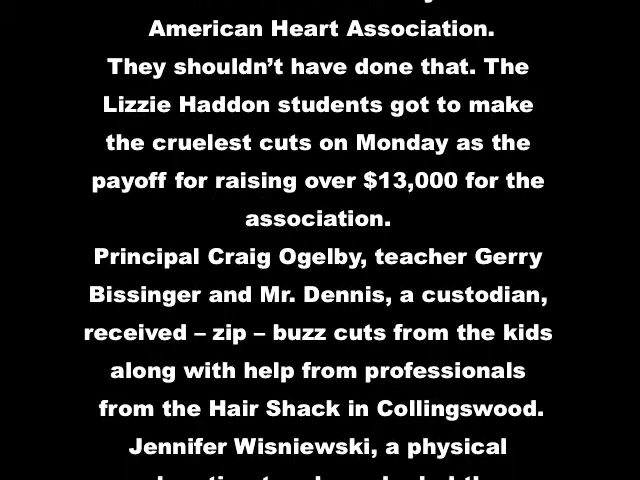 American Heart Association.
They shouldn’t have done that. The
Lizzie Haddon students got to make
the cruelest cuts on Monday as the
payoff for raising over $13,000 for the
association.
Principal Craig Ogelby, teacher Gerry
Bissinger and Mr. Dennis, a custodian,
received – zip – buzz cuts from the kids
along with help from professionals
from the Hair Shack in Collingswood.
Jennifer Wisniewski, a physical